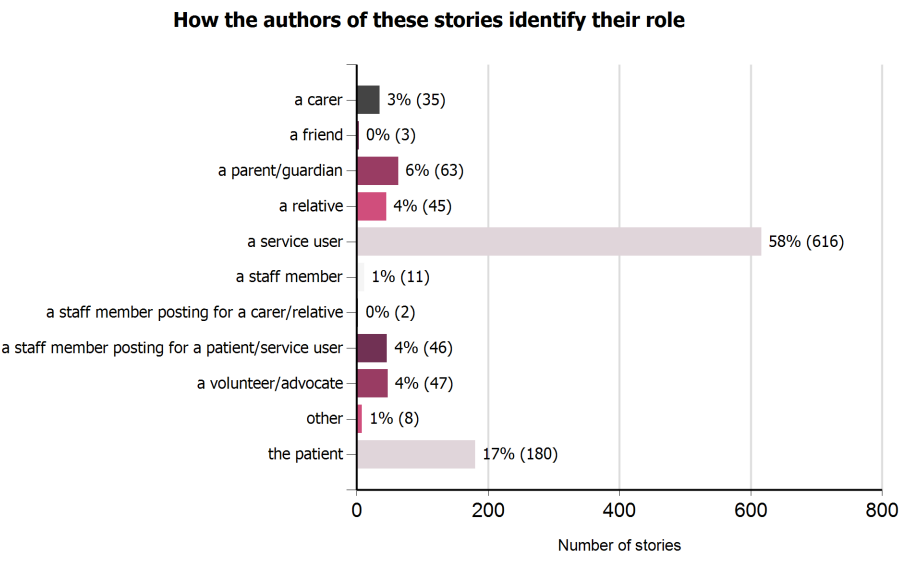 How the authors of these stories identify their role
a carer 3% (35)
a friend 0% (3)
a parent/guardian 6% (63)
a relative 4% (45)
a service user 58% (616)
a staff member 1% (11)
a staff member posting for a carer/relative 0% (2)
a staff member posting for a patient/service user 4% (46)
a volunteer/advocate 4% (47)
other 1% (8)
the patient 17% (180)
0 200 400 600 800
Number of stories